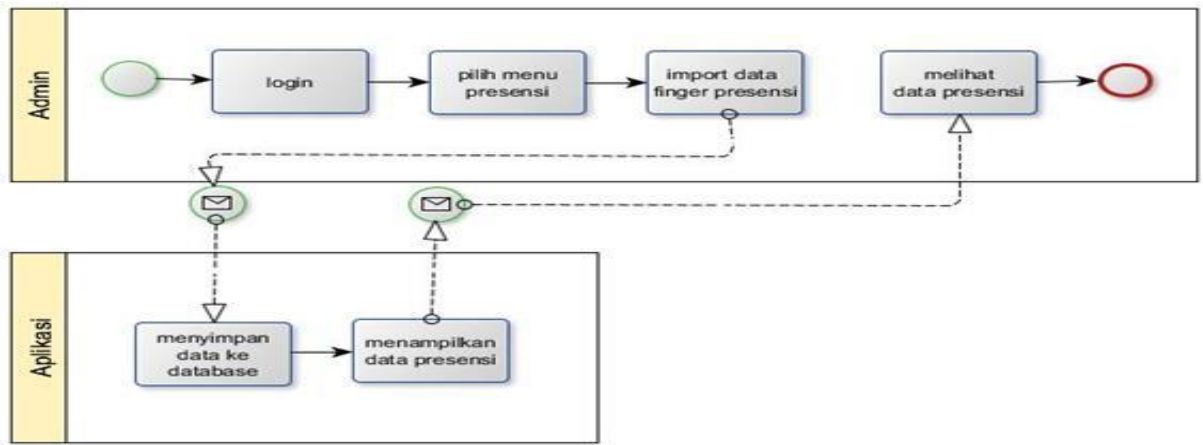 Admin
login
pilih menu
presensi
import data
finger presensi
melihat
data presensi
Aplikasi
menyimpan
data ke
database
menampilkan
data presensi